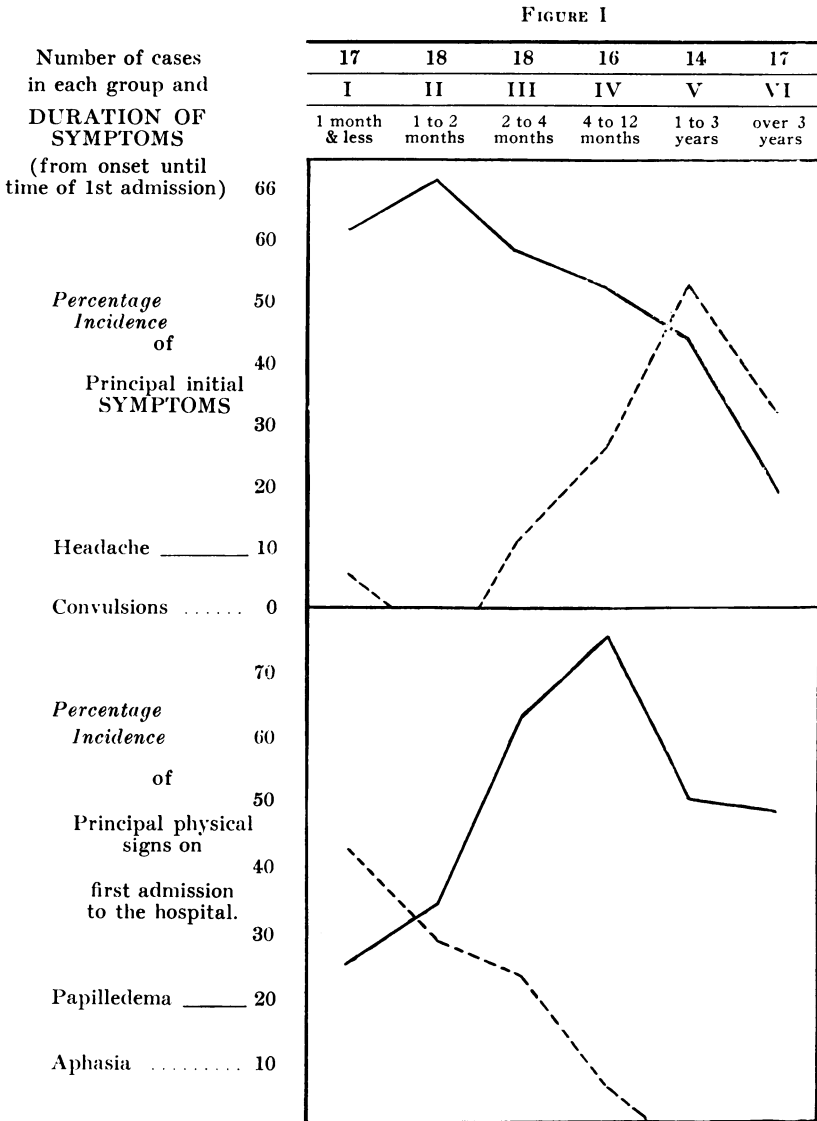 FIGURE I
Number of cases
in each group and
DURATION OF
SYMPTOMS
(from onset until
time of 1st admission)
17 18 18 16 14 17
I II III IV V VI
1 month & less
1 to 2 months
2 to 4 months
4 to 12 months
1 to 3 years
over 3 years
66
60
50
40
30
20
10
0
Percentage
Incidence
of
Principal initial
SYMPTOMS
Headache
Convulsions ......
70
60
50
40
30
20
10
Percentage
Incidence
of
Principal physical
signs on
first admission
to the hospital.
Papilledema
Aphasia .........